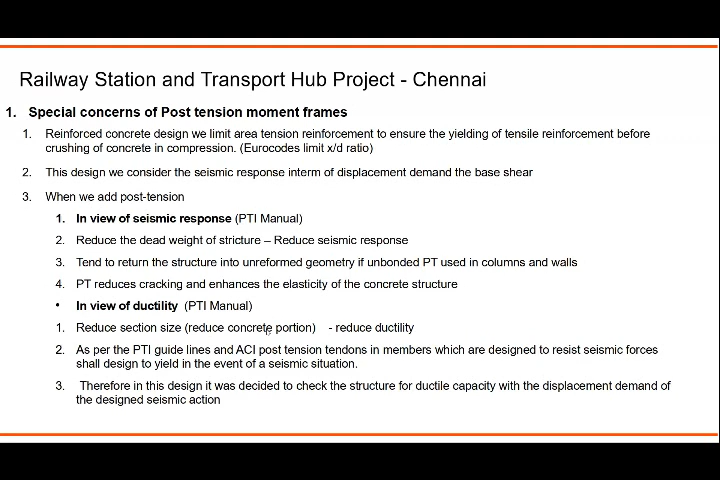 Railway Station and Transport Hub Project - Chennai
1. Special concerns of Post tension moment frames
1. Reinforced concrete design we limit area tension reinforcement to ensure the yielding of tensile reinforcement before
crushing of concrete in compression. (Eurocodes limit x/d ratio)
2. This design we consider the seismic response interm of displacement demand the base shear
3. When we add post-tension
1. In view of seismic response (PTI Manual)
2. Reduce the dead weight of stricture – Reduce seismic response
3. Tend to return the structure into unreformed geometry if unbonded PT used in columns and walls
4. PT reduces cracking and enhances the elasticity of the concrete structure
• In view of ductility (PTI Manual)
1. Reduce section size (reduce concrete portion) - reduce ductility
2. As per the PTI guide lines and ACI post tension tendons in members which are designed to resist seismic forces
shall design to yield in the event of a seismic situation.
3. Therefore in this design it was decided to check the structure for ductile capacity with the displacement demand of
the designed seismic action